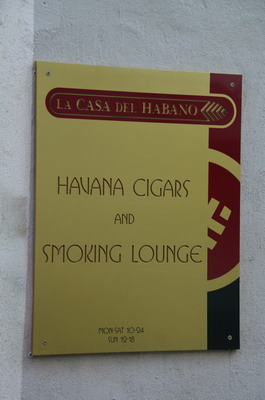 LA CASA DEL HABANO
HAVANA CIGARS
AND
SMOKING LOUNGE
MON-SAT 10-24
SUN 12-18